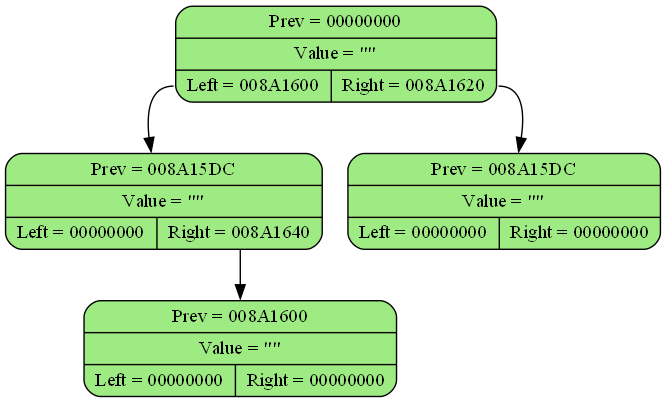 Prev = 00000000
Value = ""
Left = 008A1600 Right = 008A1620
Prev = 008A15DC
Value = ""
Left = 00000000 Right = 008A1640
Prev = 008A15DC
Value = ""
Left = 00000000 Right = 00000000
Prev = 008A1600
Value = ""
Left = 00000000 Right = 00000000